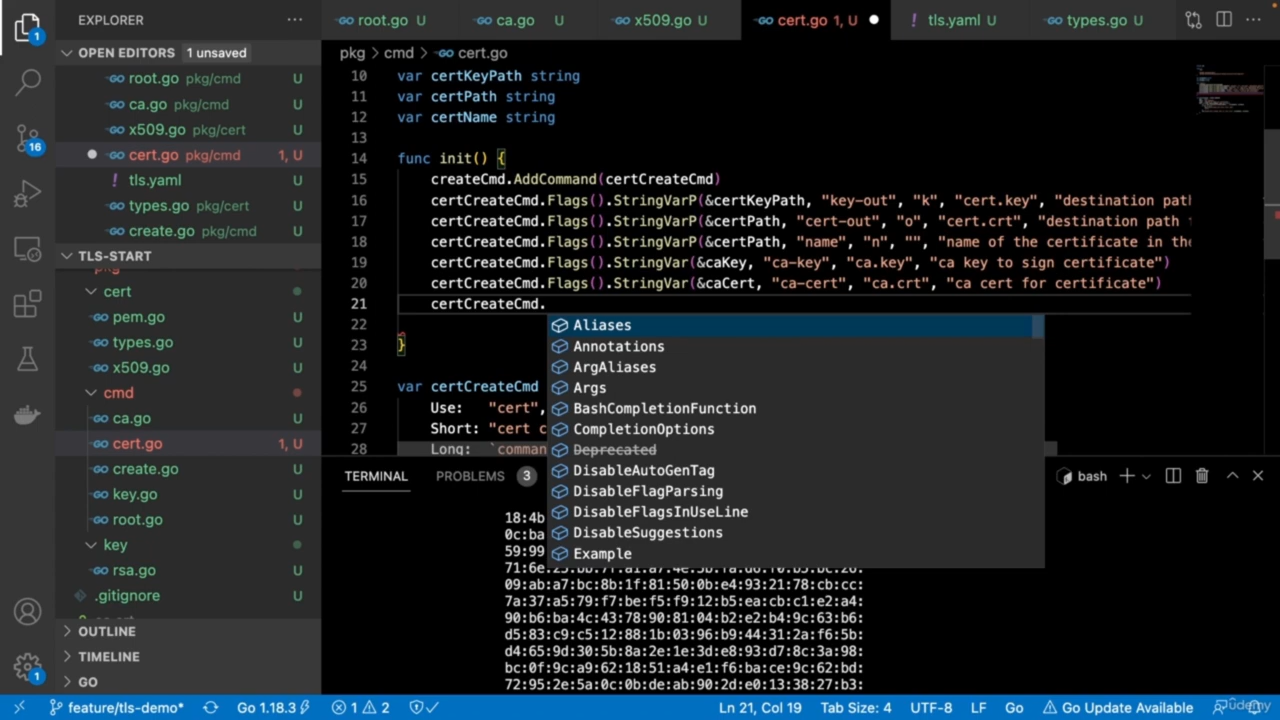 EXPLORER
root.go U
ca.go U
x509.go U
cert.go 1, U
tls.yaml U
types.go U
OPEN EDITORS 1 unsaved
root.go pkg/cmd U
ca.go pkg/cmd U
x509.go pkg/cert U
cert.go pkg/cmd 1, U
tls.yaml U
types.go pkg/cert U
create.go pkg/cmd U
TLS-START
pkg
cert
pem.go U
types.go U
x509.go U
cmd
ca.go U
cert.go 1, U
create.go U
key.go U
root.go U
key
rsa.go U
.gitignore U
OUTLINE
TIMELINE
GO
pkg > cmd > cert.go
10 var certKeyPath string
11 var certPath string
12 var certName string
13
14 func init() {
15 createCmd.AddCommand(certCreateCmd)
16 certCreateCmd.Flags().StringVarP(&certKeyPath, "key-out", "k", "cert.key", "destination pat
17 certCreateCmd.Flags().StringVarP(&certPath, "cert-out", "o", "cert.crt", "destination path
18 certCreateCmd.Flags().StringVarP(&certPath, "name", "n", "", "name of the certificate in the
19 certCreateCmd.Flags().StringVar(&caKey, "ca-key", "ca.key", "ca key to sign certificate")
20 certCreateCmd.Flags().StringVar(&caCert, "ca-cert", "ca.crt", "ca cert for certificate")
21 certCreateCmd.
22
23 }
24
25 var certCreateCmd
26 Use: "cert",
27 Short: "cert c
28 Long: `comman
Aliases
Annotations
ArgAliases
Args
BashCompletionFunction
CompletionOptions
Deprecated
DisableAutoGenTag
DisableFlagParsing
DisableFlagsInUseLine
DisableSuggestions
Example
TERMINAL PROBLEMS 3
bash
18:4b
0c:ba
59:99
09:ab:a7:bc:8b:1f:81:50:0b:e4:93:21:78:cb:cc:
7a:37:a5:79:f7:be:f5:f9:12:b5:ea:cb:c1:e2:a4:
90:b6:ba:4c:43:78:90:81:04:b2:e2:b4:9c:63:b6:
d5:83:c9:c5:12:88:1b:03:96:b9:44:31:2a:f6:5b:
d4:65:9d:30:5b:8a:2e:1e:3d:e8:93:d7:8c:3a:98:
bc:0f:9c:a9:62:18:51:a4:e1:f6:ba:ce:9c:62:bd:
72:95:2e:5a:0c:0b:de:ab:90:2d:e0:13:38:27:b3:
1
16
1
feature/tls-demo* Go 1.18.3 1 2 Ln 21, Col 19 Tab Size: 4 UTF-8 LF Go Go Update Available
Udemy